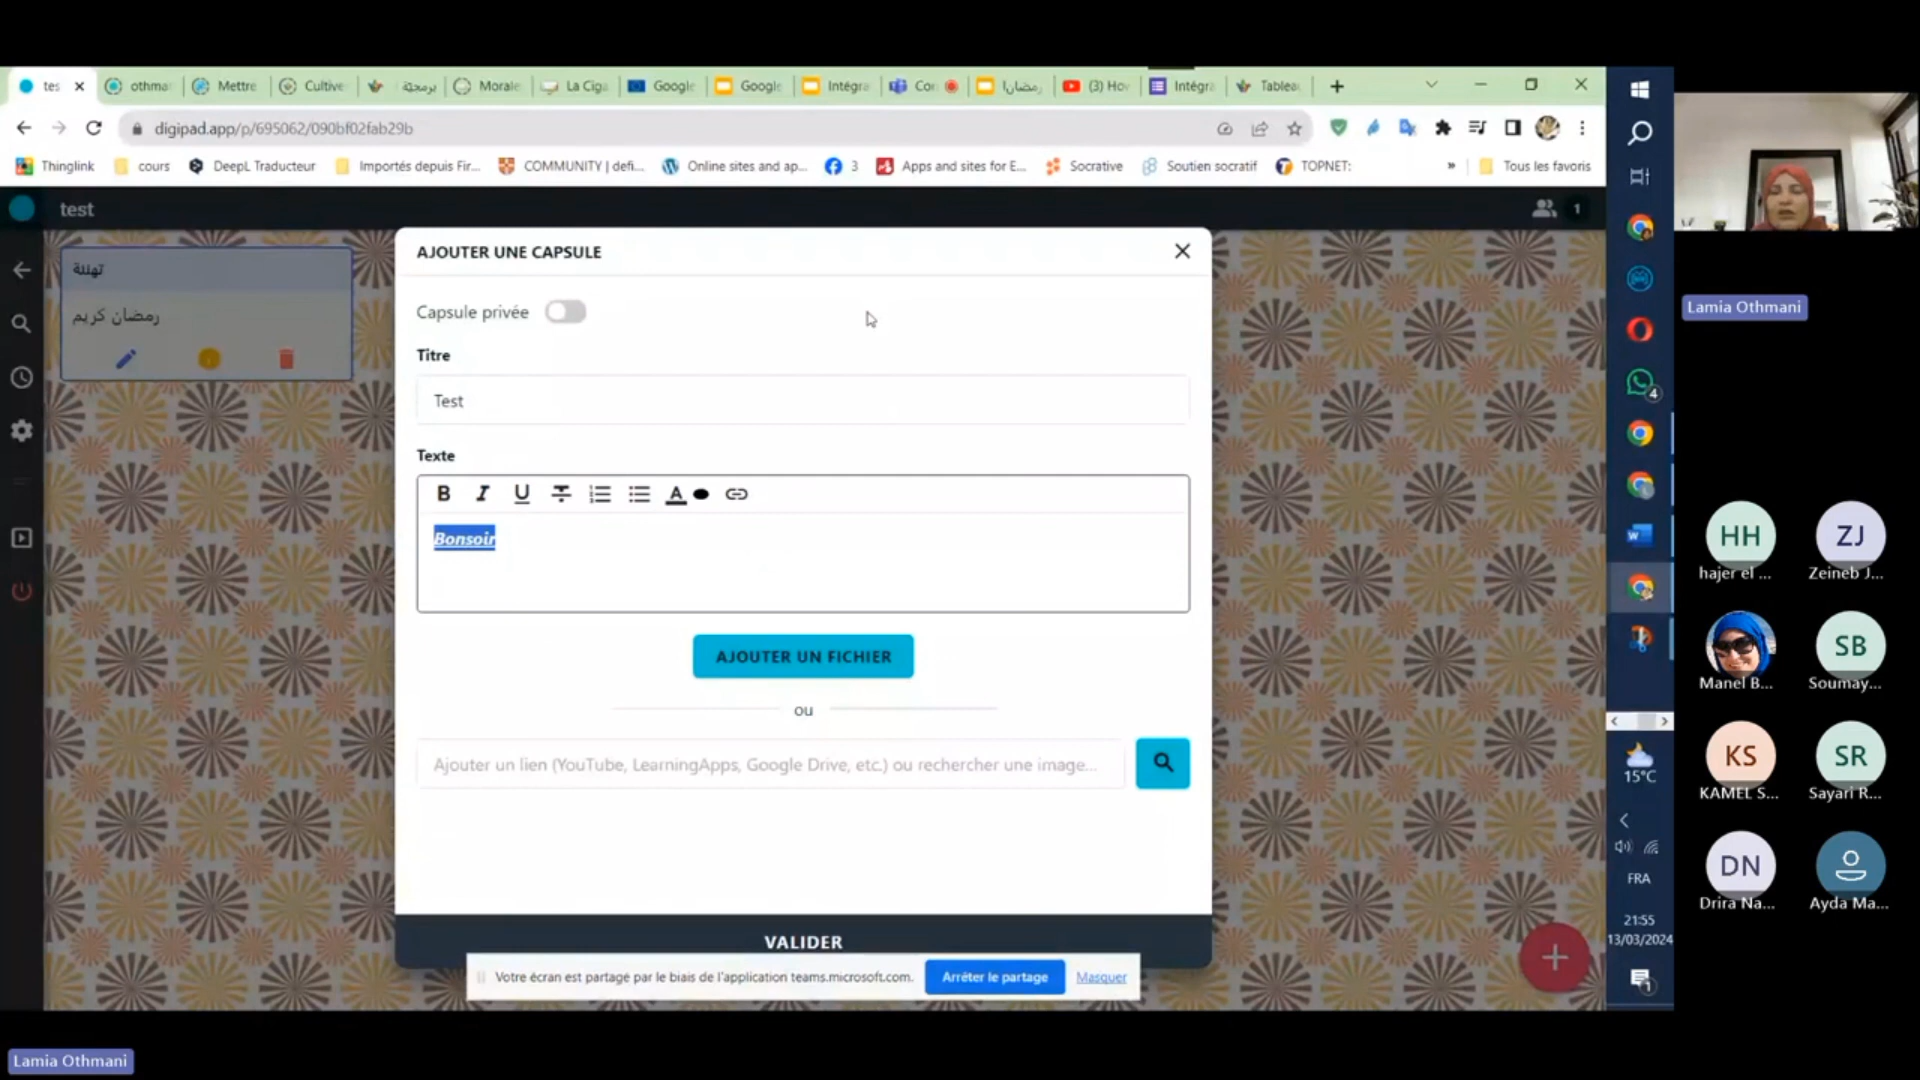 tes
othma
Mettre
Cultive
برمجيّة
Morale
La Ciga
Google
Google
Intégra
Cor
رمضان
(3) Hov
Intégra
Tableau
digipad.app/p/695062/090bf02fab29b
Thinglink
cours
DeepL Traducteur
Importés depuis Fir...
COMMUNITY | defi...
Online sites and ap...
3
Apps and sites for E...
Socrative
Soutien socratif
TOPNET:
»
Tous les favoris
test
1
تهنئة
رمضان كريم
AJOUTER UNE CAPSULE
Capsule privée
Titre
Test
Texte
B I U A
Bonsoir
AJOUTER UN FICHIER
ou
Ajouter un lien (YouTube, LearningApps, Google Drive, etc.) ou rechercher une image...
VALIDER
Votre écran est partagé par le biais de l'application teams.microsoft.com.
Arrêter le partage
Masquer
4
15°C
FRA
21:55
13/03/2024
1
Lamia Othmani
HH
hajer el ...
ZJ
Zeineb J...
Manel B...
SB
Soumay...
KS
KAMEL S...
SR
Sayari R...
DN
Drira Na...
Ayda Ma...
Lamia Othmani